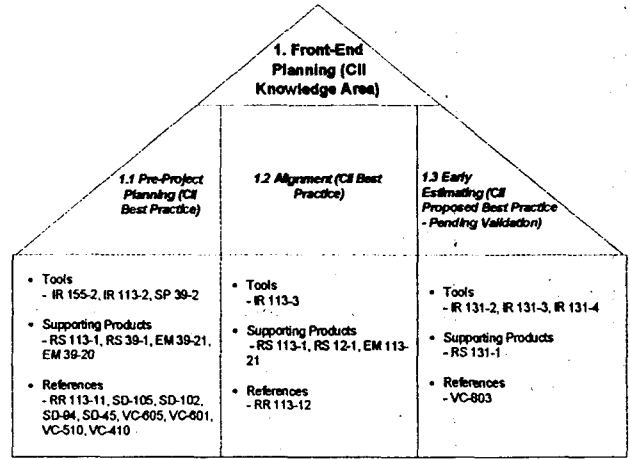 1. Front-End
Planning (CII
Knowledge Area)
1.1 Pre-Project
Planning (CII
Best Practice)
1.2 Alignment (CII Best
Practice)
1.3 Early
Estimating (CII
Proposed Best Practice
- Pending Validation)
• Tools
- IR 155-2, IR 113-2, SP 39-2
• Supporting Products
- RS 113-1, RS 39-1, EM 39-21,
EM 39-20
• References
- RR 113-11, SD-105, SD-102,
SD-94, SD-45, VC-605, VC-601,
VC-510, VC-410
• Tools
- IR 113-3
• Supporting Products
- RS 113-1, RS 12-1, EM 113-
21
• References
- RR 113-12
• Tools
- IR 131-2, IR 131-3, IR 131-4
• Supporting Products
- RS 131-1
• References
- VC-803